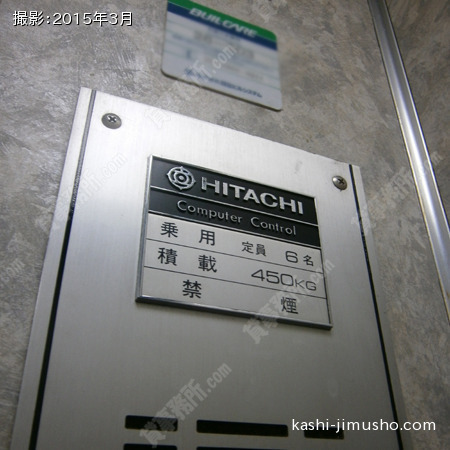 撮影:2015年3月
BUILCARE
HITACHI
Computer Control
乗用 定員 6名
積載 450KG
禁煙
kashi-jimusho.com